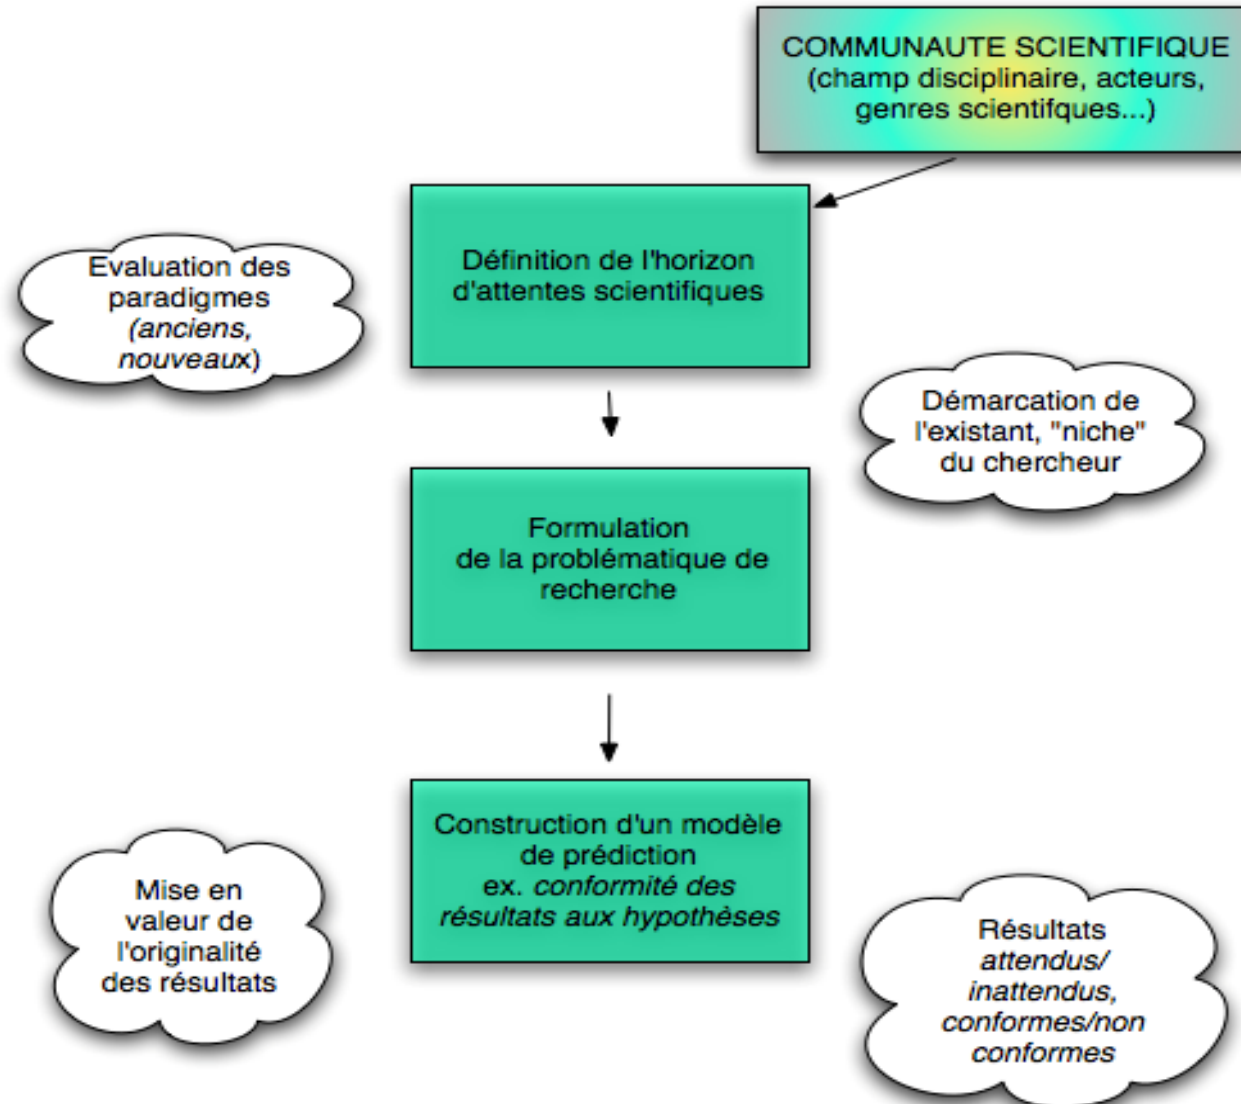 COMMUNAUTE SCIENTIFIQUE
(champ disciplinaire, acteurs,
genres scientifques...)
Définition de l'horizon
d'attentes scientifiques
Evaluation des
paradigmes
(anciens,
nouveaux)
Démarcation de
l'existant, "niche"
du chercheur
Formulation
de la problématique de
recherche
Construction d'un modèle
de prédiction
ex. conformité des
résultats aux hypothèses
Mise en
valeur de
l'originalité
des résultats
Résultats
attendus/
inattendus,
conformes/non
conformes